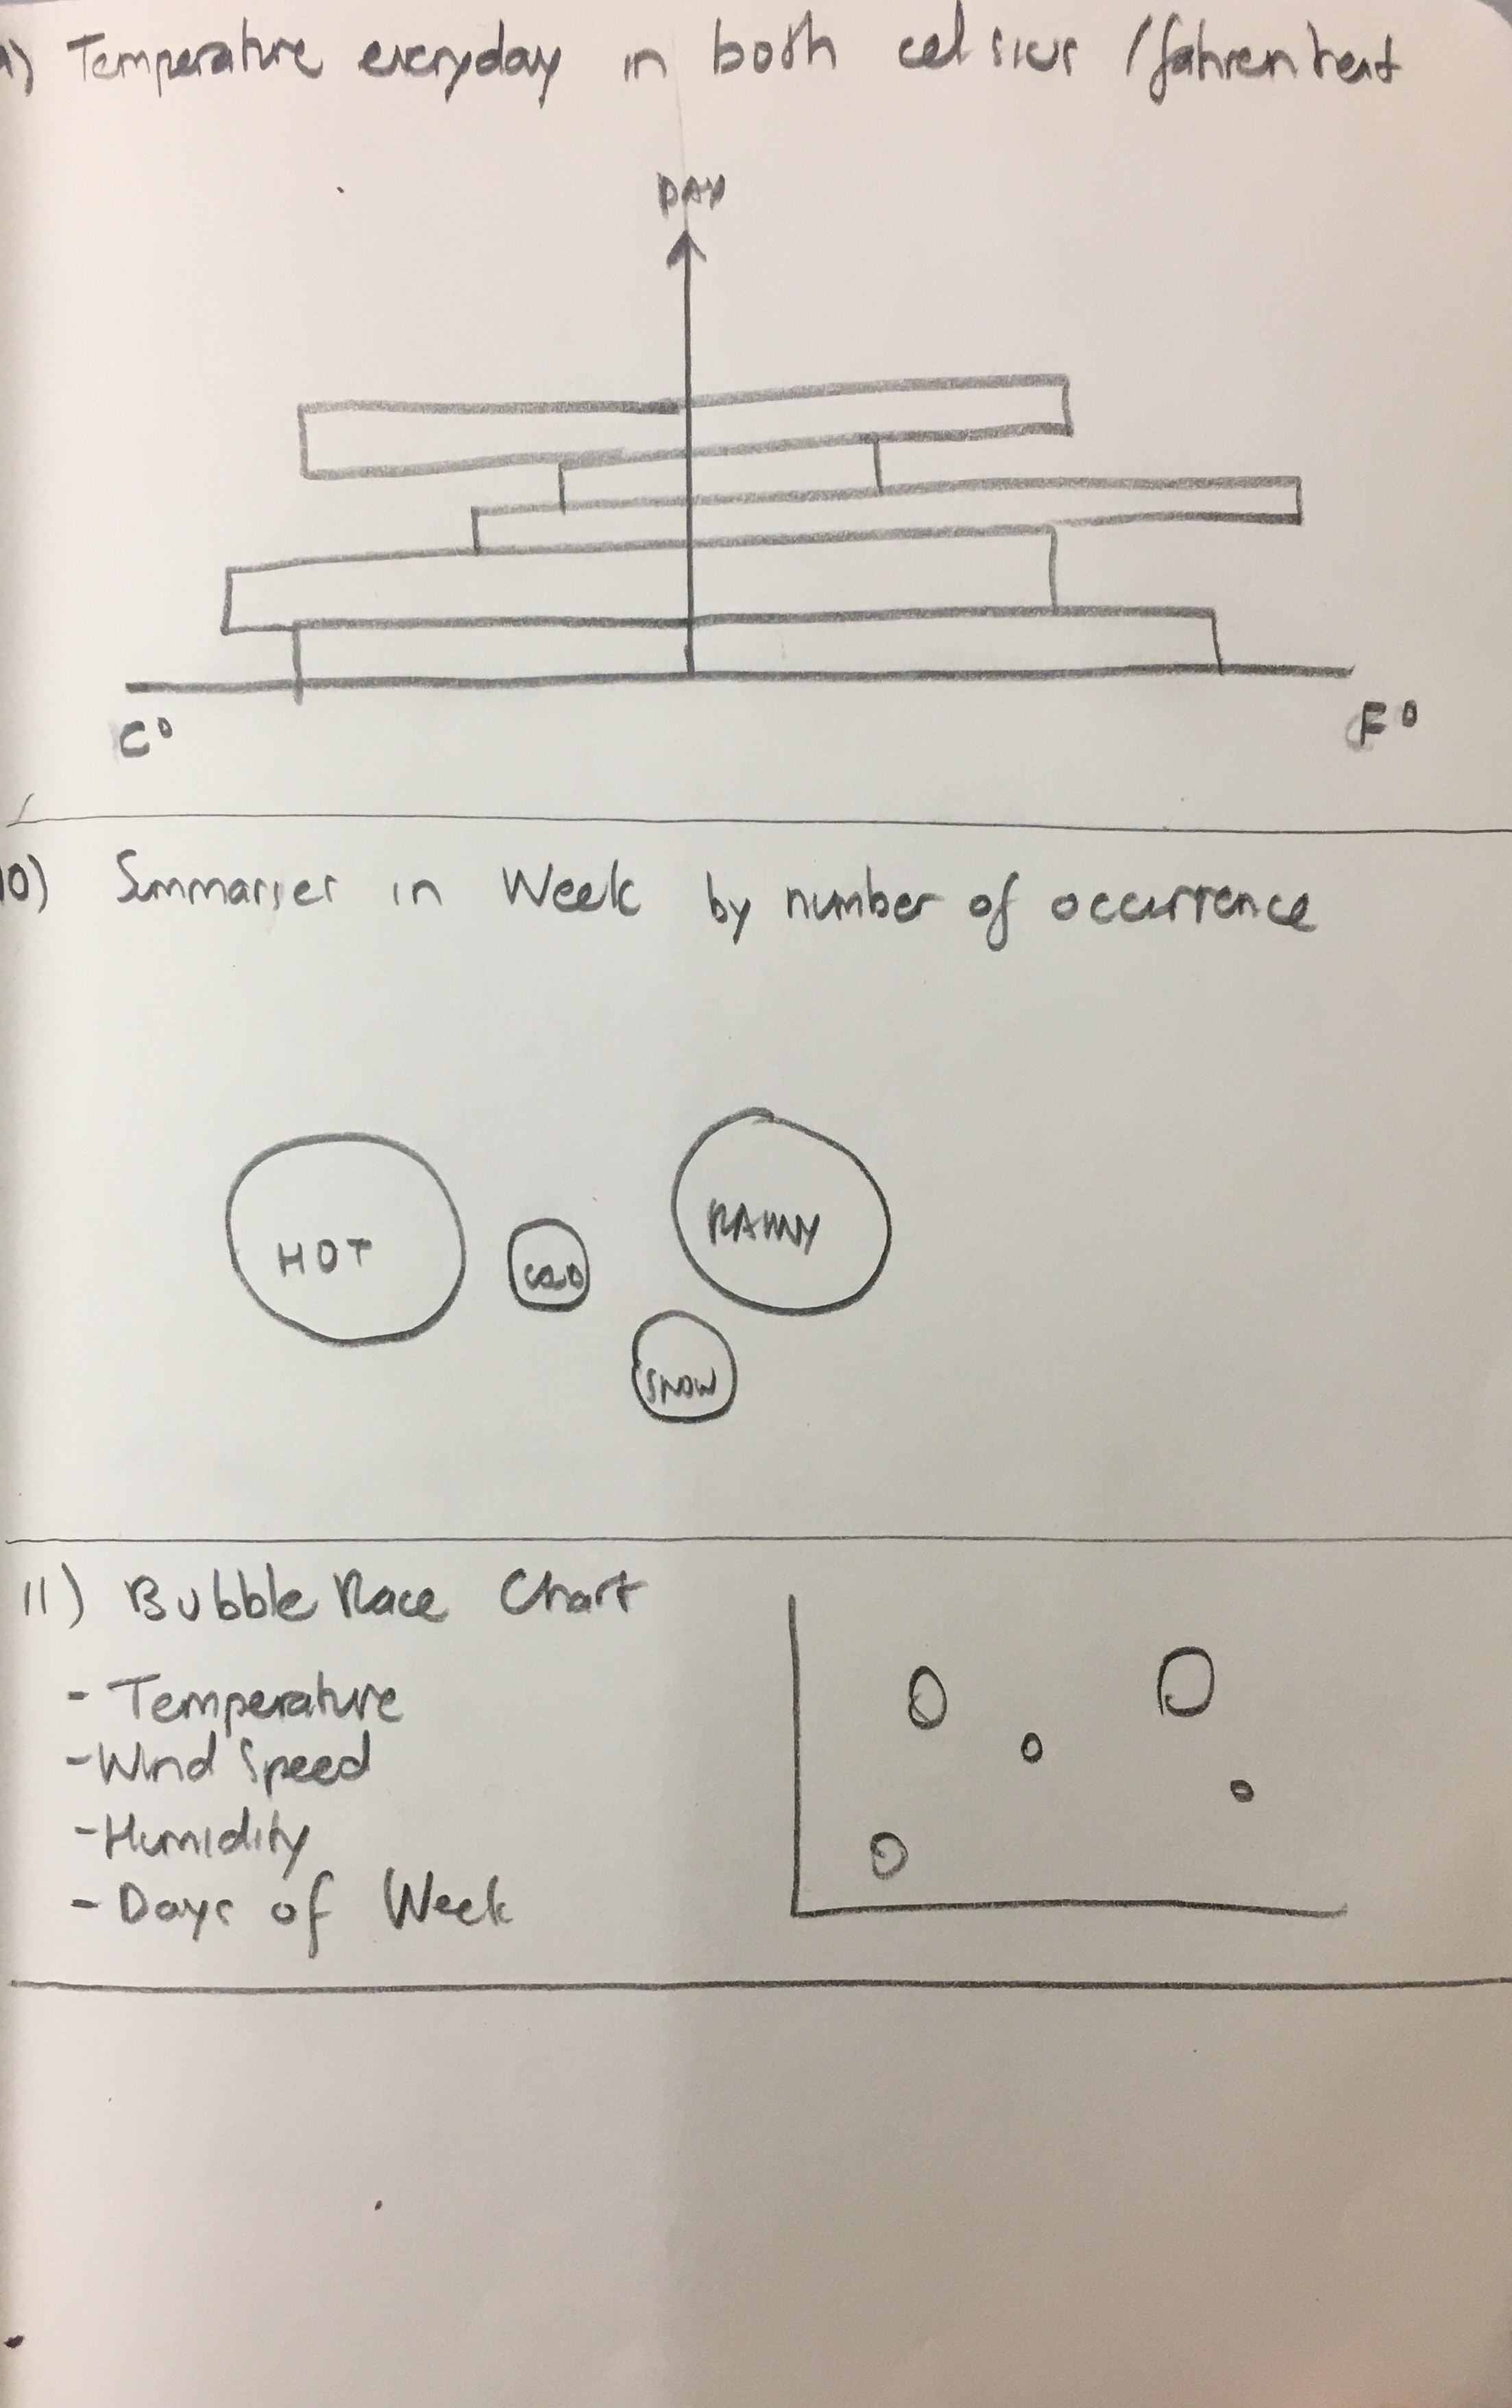 9) Temperature everyday in both celsius / fahrenheit
DAY
C°
F°
10) Summaries in Week by number of occurrence
HOT
COLD
RAINY
SNOW
11) Bubble Race Chart
- Temperature
- Wind Speed
- Humidity
- Days of Week